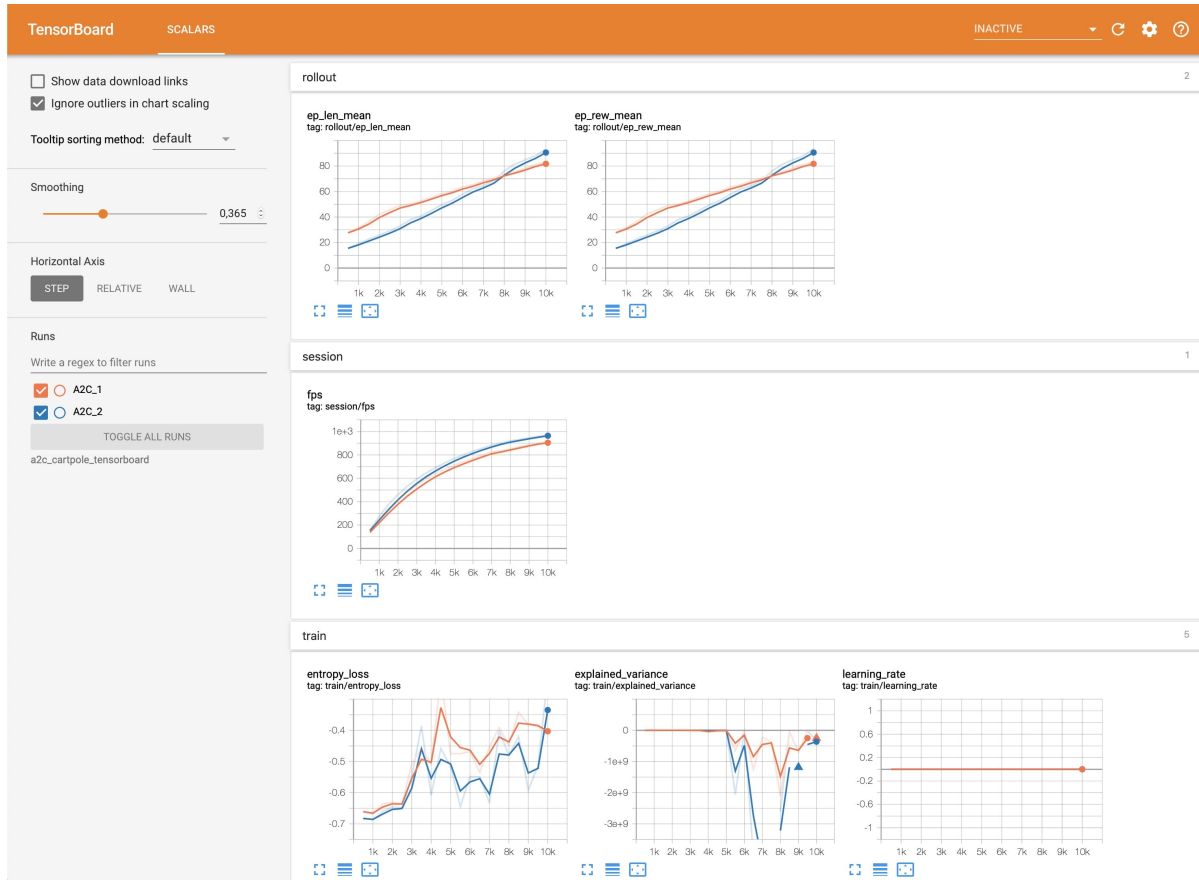 TensorBoard
SCALARS
INACTIVE
Show data download links
Ignore outliers in chart scaling
Tooltip sorting method: default
Smoothing
0,365
Horizontal Axis
STEP RELATIVE WALL
Runs
Write a regex to filter runs
A2C_1
A2C_2
TOGGLE ALL RUNS
a2c_cartpole_tensorboard
rollout 2
ep_len_mean
tag: rollout/ep_len_mean
80
60
40
20
0
1k 2k 3k 4k 5k 6k 7k 8k 9k 10k
ep_rew_mean
tag: rollout/ep_rew_mean
80
60
40
20
0
1k 2k 3k 4k 5k 6k 7k 8k 9k 10k
session 1
fps
tag: session/fps
1e+3
800
600
400
200
0
1k 2k 3k 4k 5k 6k 7k 8k 9k 10k
train 5
entropy_loss
tag: train/entropy_loss
-0.4
-0.5
-0.6
-0.7
1k 2k 3k 4k 5k 6k 7k 8k 9k 10k
explained_variance
tag: train/explained_variance
0
-1e+9
-2e+9
-3e+9
1k 2k 3k 4k 5k 6k 7k 8k 9k 10k
learning_rate
tag: train/learning_rate
1
0.6
0.2
-0.2
-0.6
-1
1k 2k 3k 4k 5k 6k 7k 8k 9k 10k